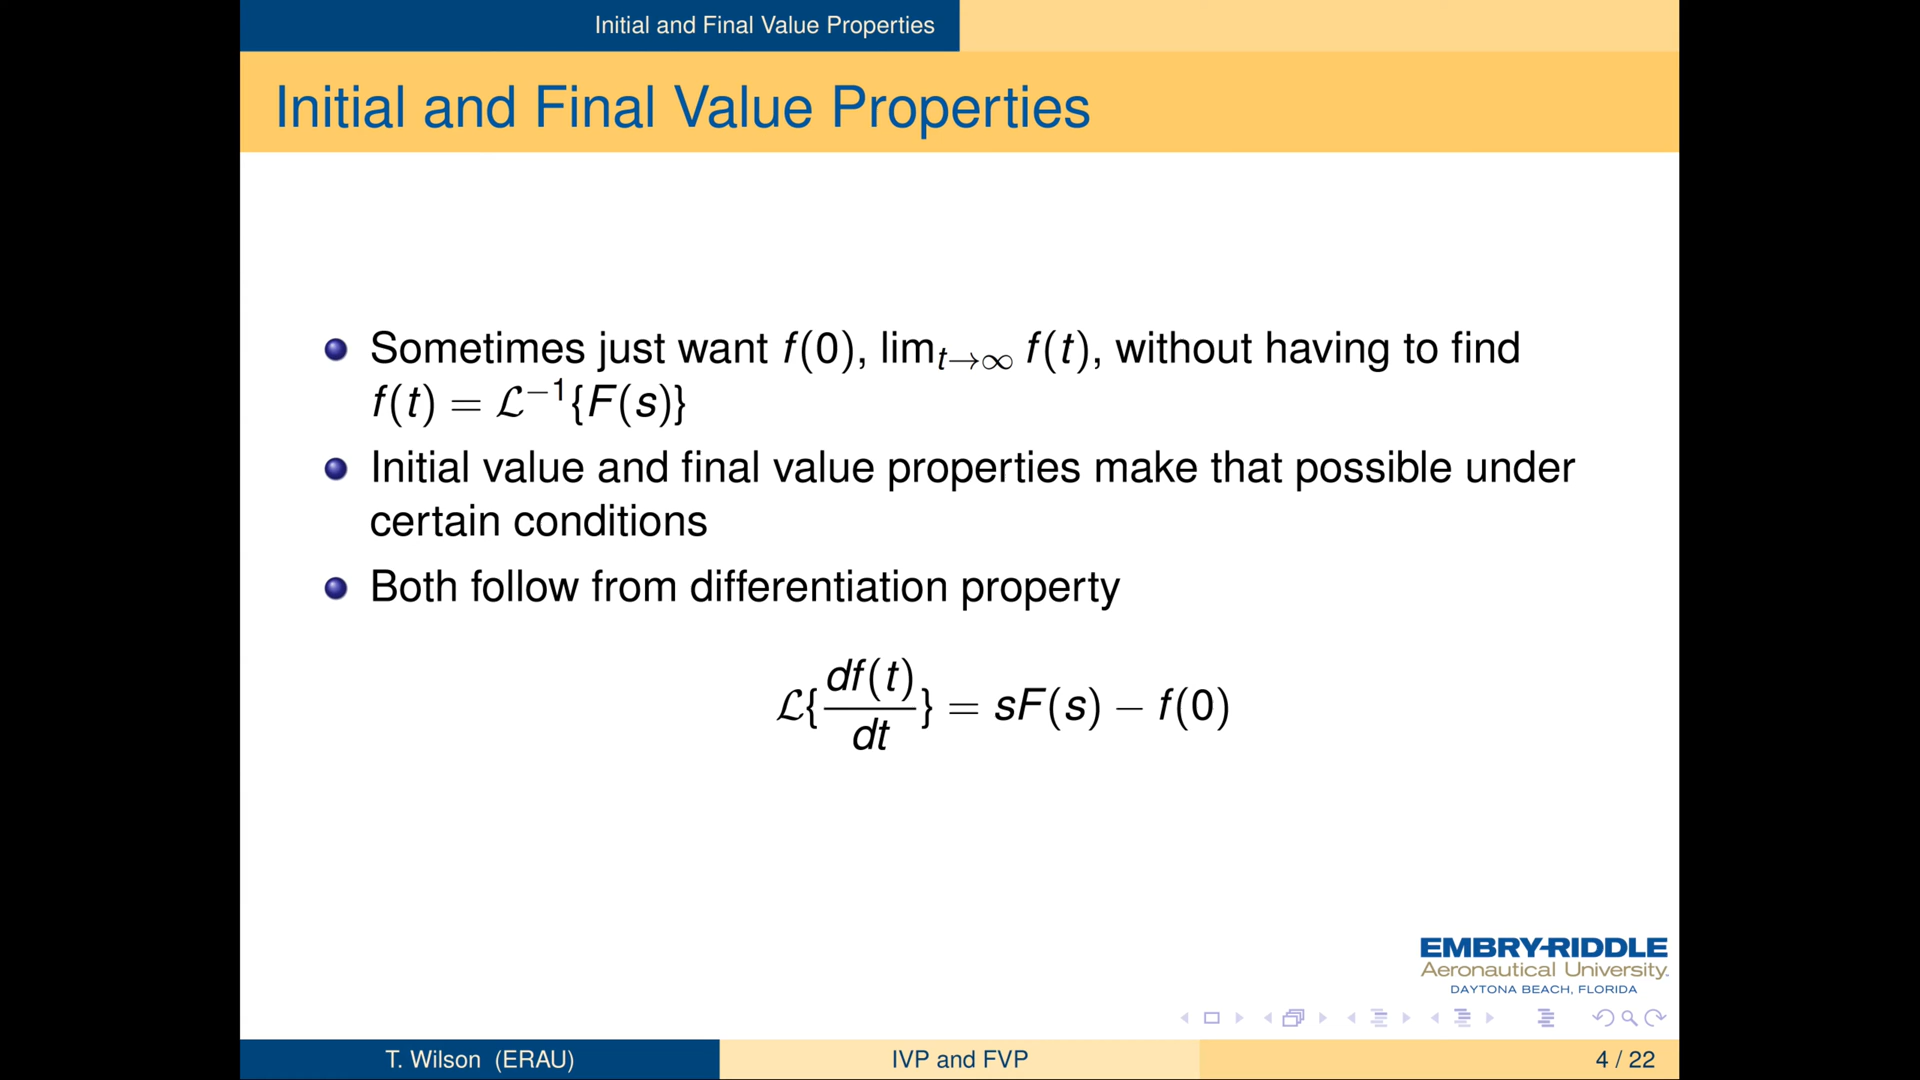 Initial and Final Value Properties
Initial and Final Value Properties
Sometimes just want f(0), lim_{t→∞} f(t), without having to find
f(t) = ℒ⁻¹{F(s)}
Initial value and final value properties make that possible under
certain conditions
Both follow from differentiation property
ℒ{df(t)/dt} = sF(s) − f(0)
EMBRY-RIDDLE
Aeronautical University.
DAYTONA BEACH, FLORIDA
T. Wilson (ERAU) IVP and FVP 4 / 22